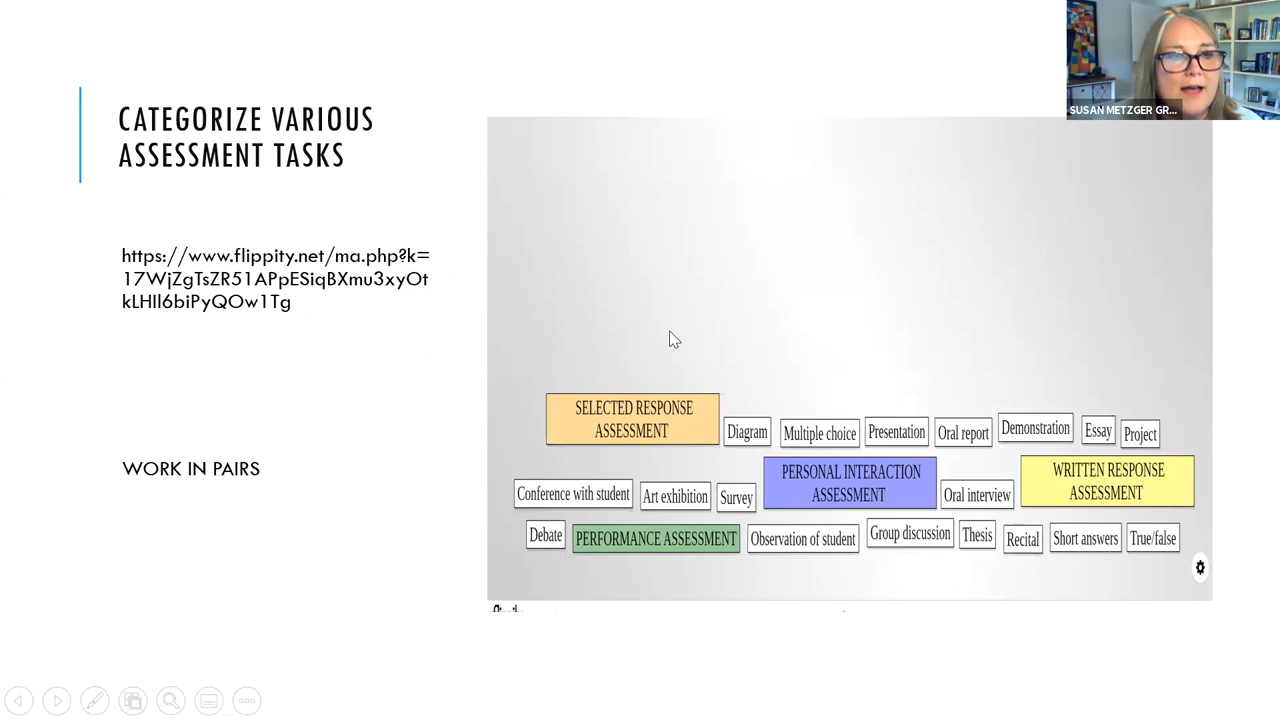 SUSAN METZGER GR...
CATEGORIZE VARIOUS
ASSESSMENT TASKS
https://www.flippity.net/ma.php?k=
17WjZgTsZR51APpESiqBXmu3xyOt
kLHIl6biPyQOw1Tg
WORK IN PAIRS
SELECTED RESPONSE
ASSESSMENT
Diagram
Multiple choice
Presentation
Oral report
Demonstration
Essay
Project
Conference with student
Art exhibition
Survey
PERSONAL INTERACTION
ASSESSMENT
Oral interview
WRITTEN RESPONSE
ASSESSMENT
Debate
PERFORMANCE ASSESSMENT
Observation of student
Group discussion
Thesis
Recital
Short answers
True/false